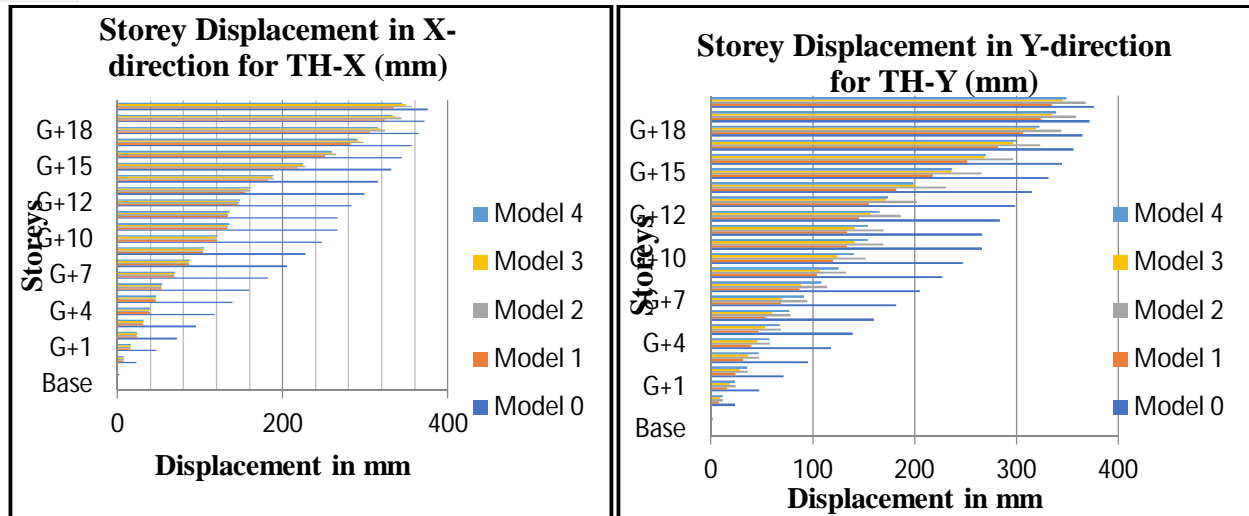 Storey Displacement in X-
direction for TH-X (mm)
Storeys
G+18
G+15
G+12
G+10
G+7
G+4
G+1
Base
0
200
400
Displacement in mm
Model 4
Model 3
Model 2
Model 1
Model 0
Storey Displacement in Y-direction
for TH-Y (mm)
Storeys
G+18
G+15
G+12
G+10
G+7
G+4
G+1
Base
0
100
200
300
400
Displacement in mm
Model 4
Model 3
Model 2
Model 1
Model 0